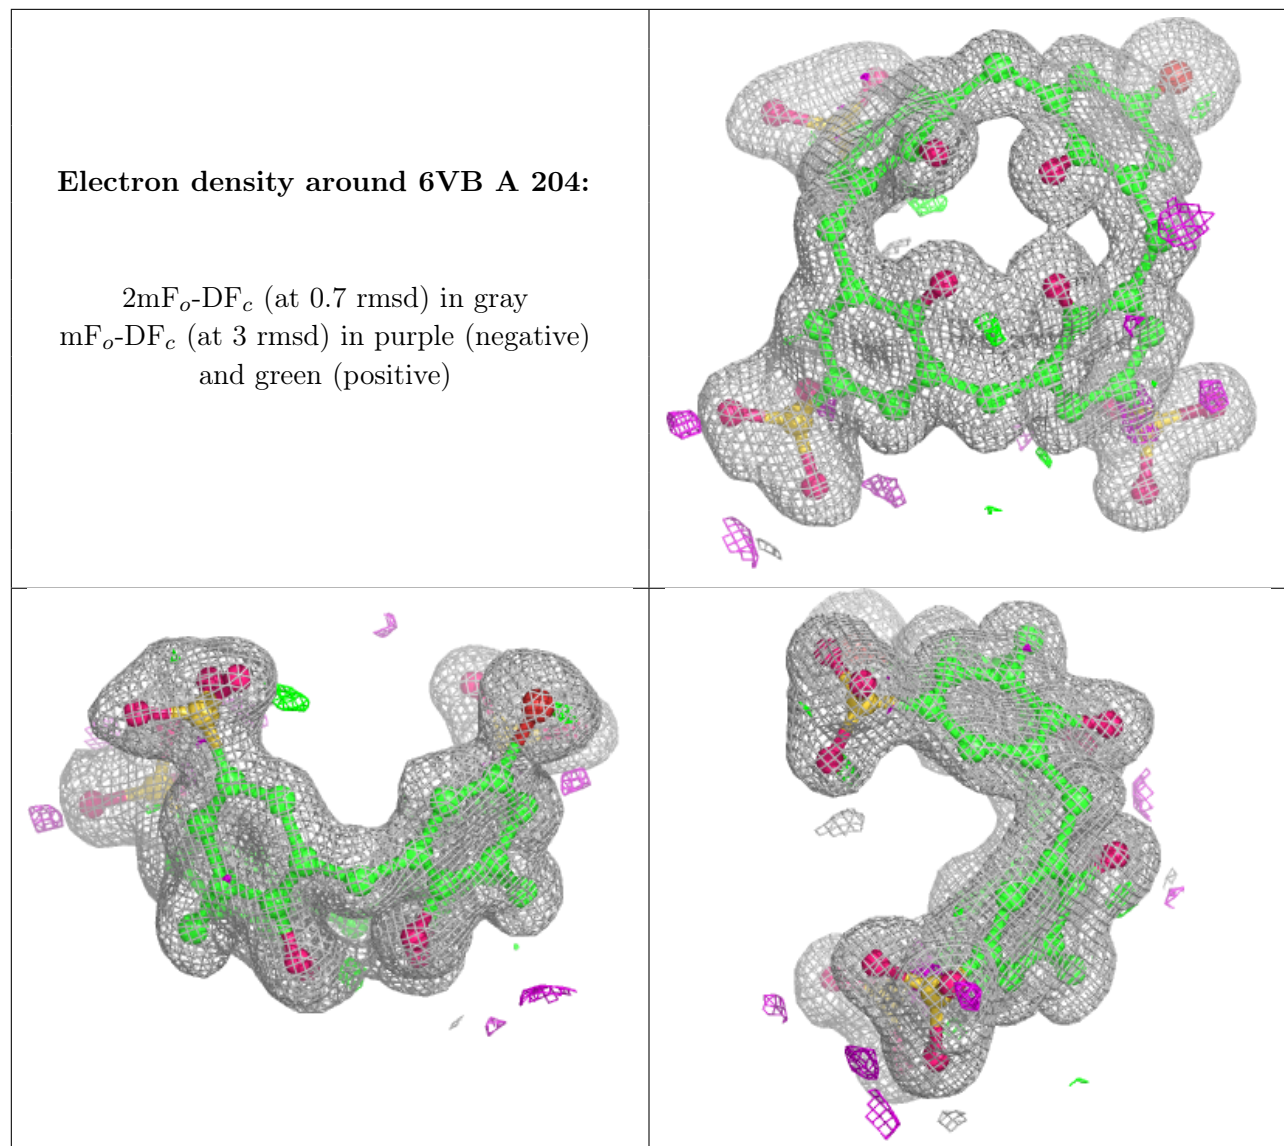 Electron density around 6VB A 204:
2mFo-DFc (at 0.7 rmsd) in gray
mFo-DFc (at 3 rmsd) in purple (negative)
and green (positive)